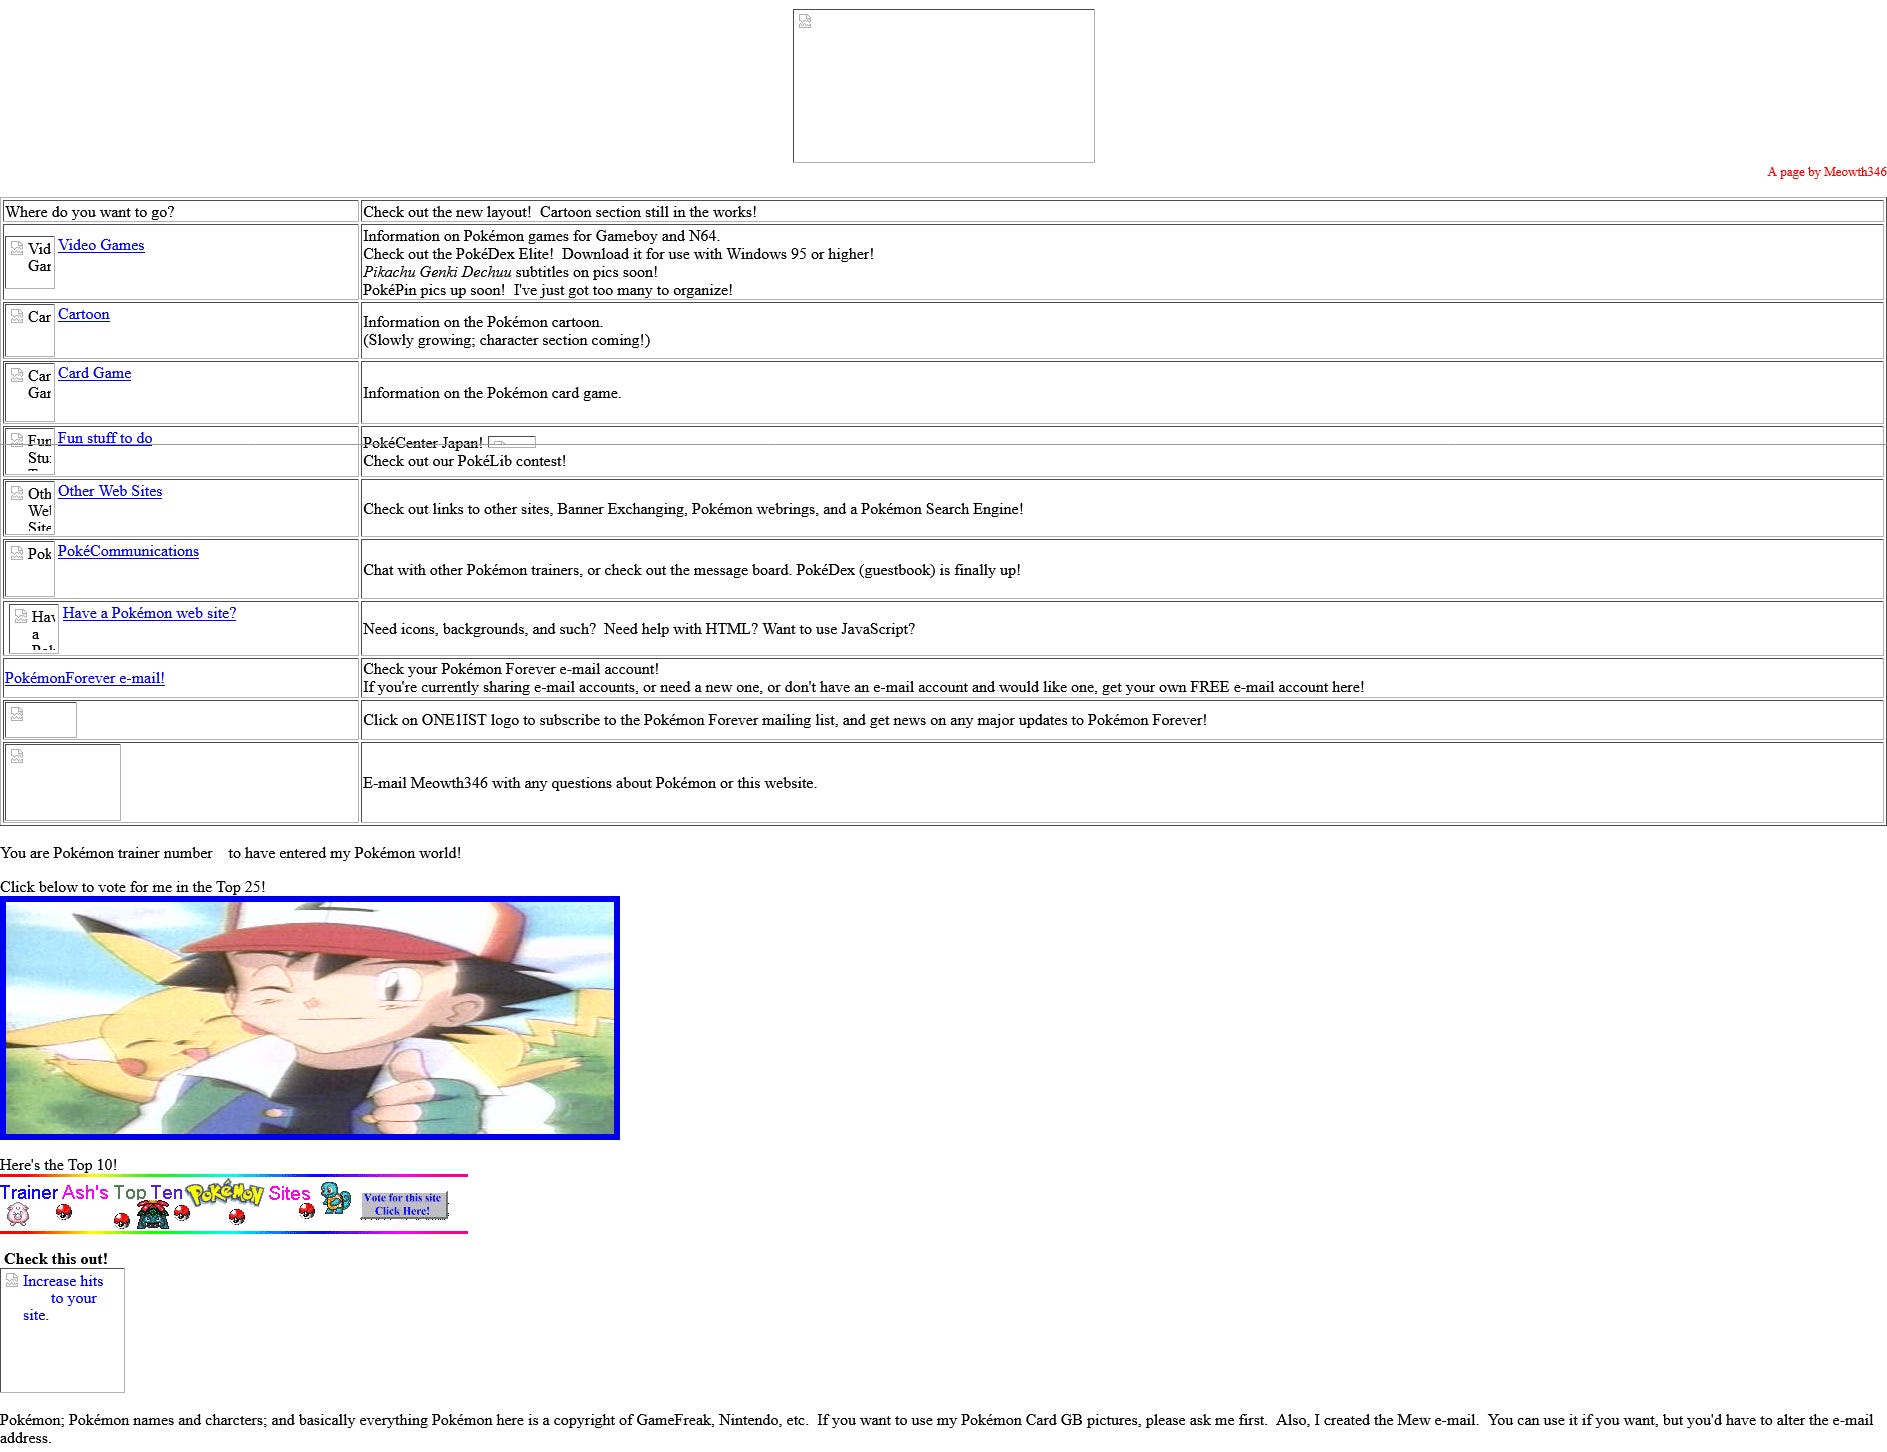 A page by Meowth346
Where do you want to go?
Check out the new layout!  Cartoon section still in the works!
Vid
Gar
Video Games
Information on Pokémon games for Gameboy and N64.
Check out the PokéDex Elite!  Download it for use with Windows 95 or higher!
Pikachu Genki Dechuu subtitles on pics soon!
PokéPin pics up soon!  I've just got too many to organize!
Car
Cartoon
Information on the Pokémon cartoon.
(Slowly growing; character section coming!)
Car
Gar
Card Game
Information on the Pokémon card game.
Fun
Stu
Fun stuff to do
PokéCenter Japan!
Check out our PokéLib contest!
Oth
Wel
Site
Other Web Sites
Check out links to other sites, Banner Exchanging, Pokémon webrings, and a Pokémon Search Engine!
Pok
PokéCommunications
Chat with other Pokémon trainers, or check out the message board. PokéDex (guestbook) is finally up!
Hav
a
Have a Pokémon web site?
Need icons, backgrounds, and such?  Need help with HTML? Want to use JavaScript?
PokémonForever e-mail!
Check your Pokémon Forever e-mail account!
If you're currently sharing e-mail accounts, or need a new one, or don't have an e-mail account and would like one, get your own FREE e-mail account here!
Click on ONE1IST logo to subscribe to the Pokémon Forever mailing list, and get news on any major updates to Pokémon Forever!
E-mail Meowth346 with any questions about Pokémon or this website.
You are Pokémon trainer number    to have entered my Pokémon world!
Click below to vote for me in the Top 25!
Here's the Top 10!
Trainer Ash's Top Ten Pokémon Sites
Vote for this site
Click Here!
Check this out!
Increase hits
to your
site.
Pokémon; Pokémon names and charcters; and basically everything Pokémon here is a copyright of GameFreak, Nintendo, etc.  If you want to use my Pokémon Card GB pictures, please ask me first.  Also, I created the Mew e-mail.  You can use it if you want, but you'd have to alter the e-mail
address.